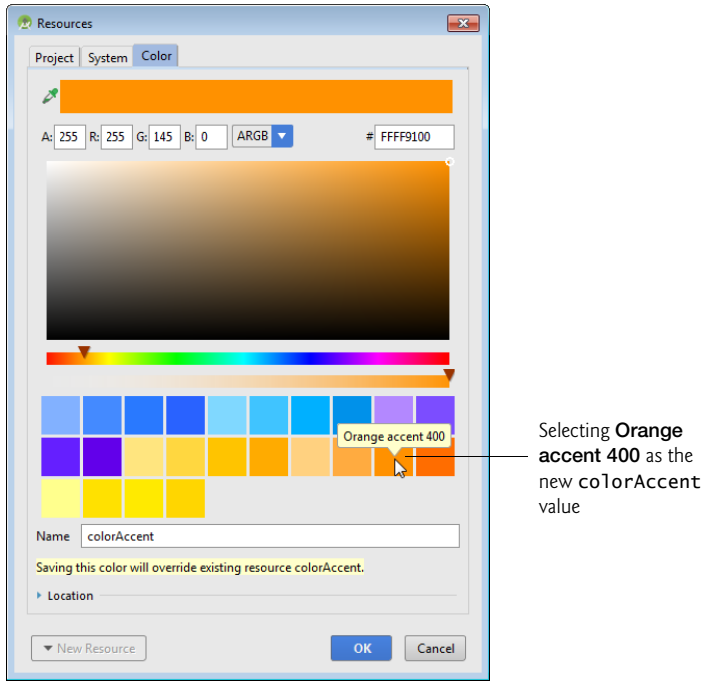 Resources
Project System Color
A: 255 R: 255 G: 145 B: 0 ARGB # FFFF9100
Orange accent 400
Selecting Orange
accent 400 as the
new colorAccent
value
Name colorAccent
Saving this color will override existing resource colorAccent.
Location
New Resource OK Cancel